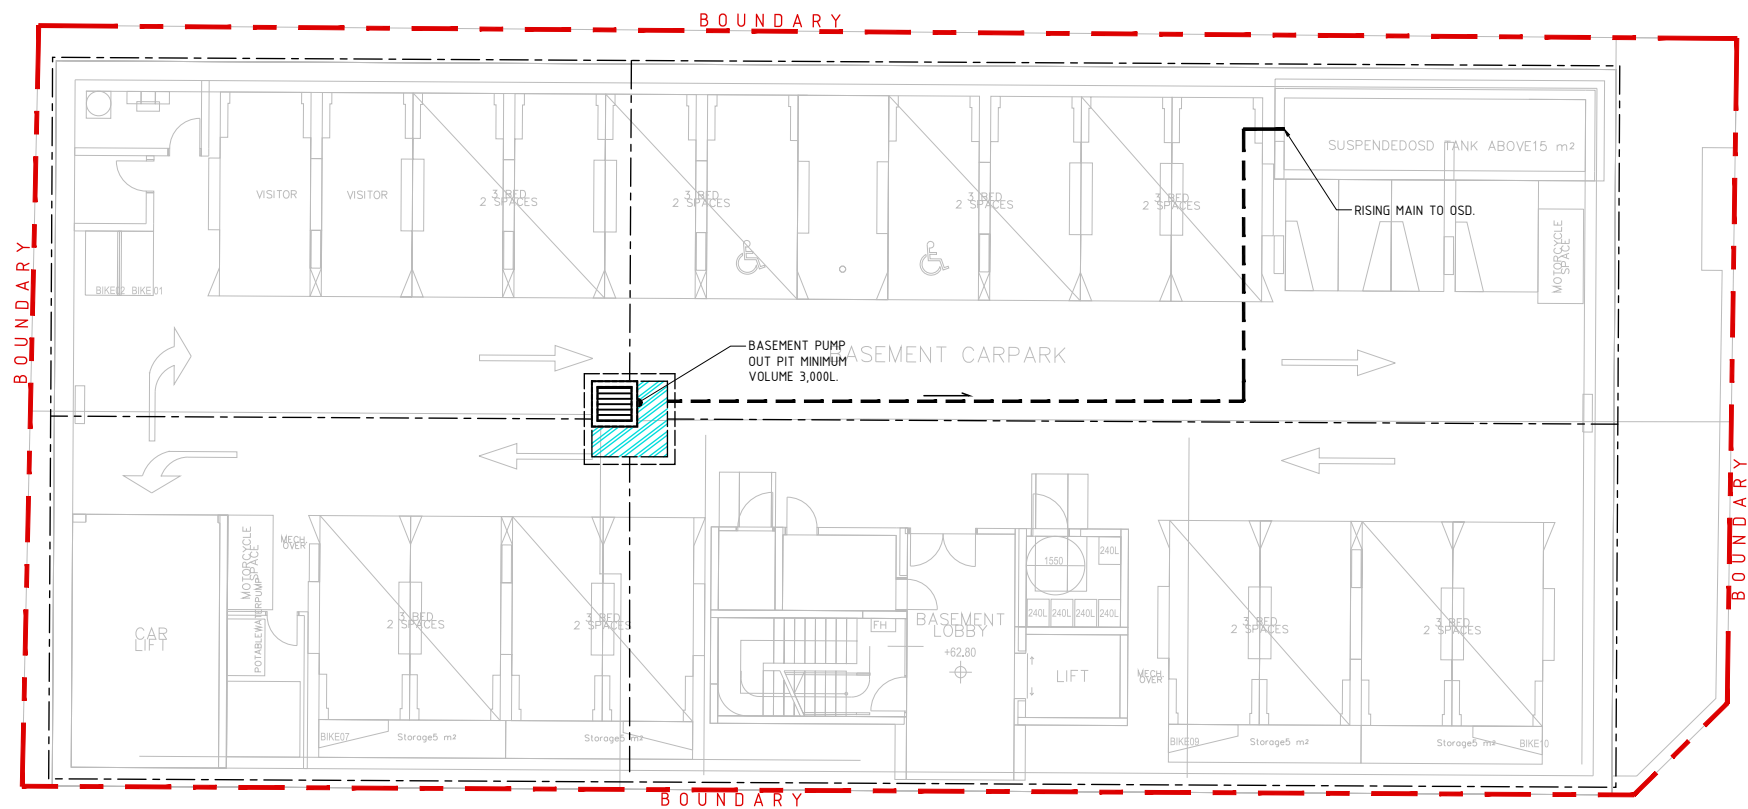 BOUNDARY
SUSPENDEDOSD TANK ABOVE15 m²
VISITOR
VISITOR
3 BED
2 SPACES
3 BED
2 SPACES
3 BED
2 SPACES
3 BED
2 SPACES
RISING MAIN TO OSD.
MOTORCYCLE
SPACE
BOUNDARY
BIKE02
BIKE01
BASEMENT PUMP
OUT PIT MINIMUM
VOLUME 3,000L.
BASEMENT CARPARK
BOUNDARY
MOTORCYCLE
SPACE
MECH
OVER
POTABLEWATERPUMP
CAR
LIFT
3 BED
2 SPACES
3 BED
2 SPACES
1550
240L
240L
240L
240L
240L
FH
BASEMENT
LOBBY
+62.80
LIFT
MECH
OVER
3 BED
2 SPACES
3 BED
2 SPACES
BIKE07
Storage5 m²
Storage5 m²
BIKE09
Storage5 m²
Storage5 m²
BIKE10
BOUNDARY